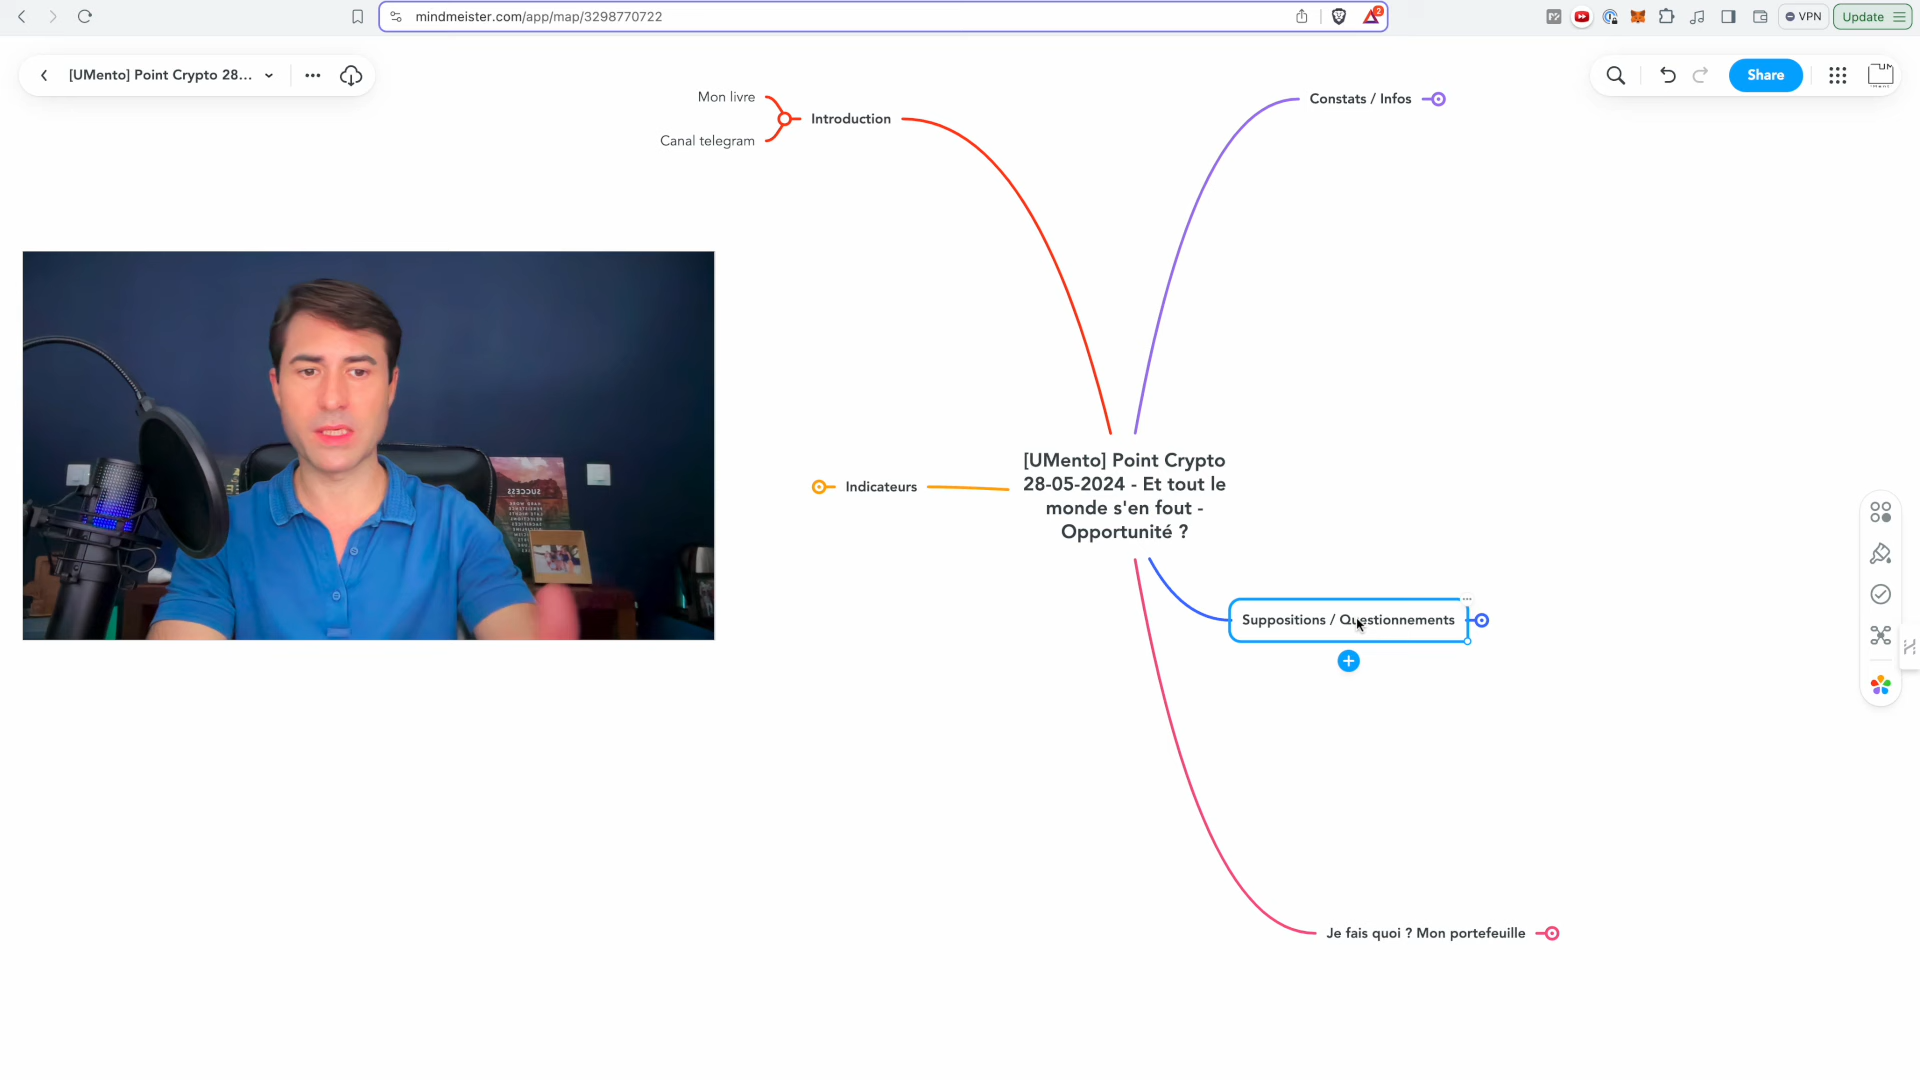 mindmeister.com/app/map/3298770722
2
VPN
Update
[UMento] Point Crypto 28...
Share
Mon livre
Introduction
Canal telegram
Constats / Infos
SUCCESS
Indicateurs
[UMento] Point Crypto
28-05-2024 - Et tout le
monde s'en fout -
Opportunité ?
Suppositions / Questionnements
Je fais quoi ? Mon portefeuille